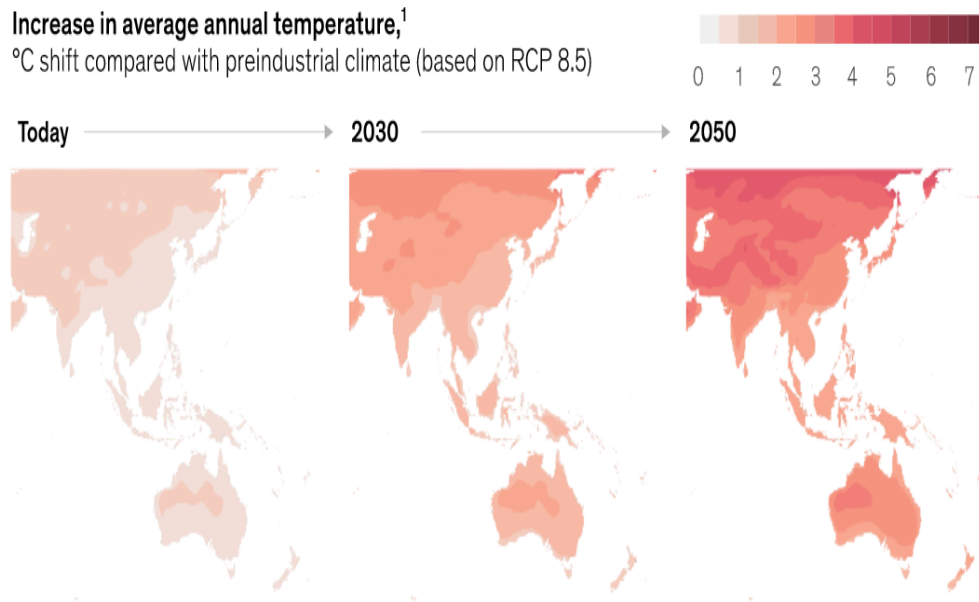 Increase in average annual temperature,1
°C shift compared with preindustrial climate (based on RCP 8.5)
0 1 2 3 4 5 6 7
Today
2030
2050